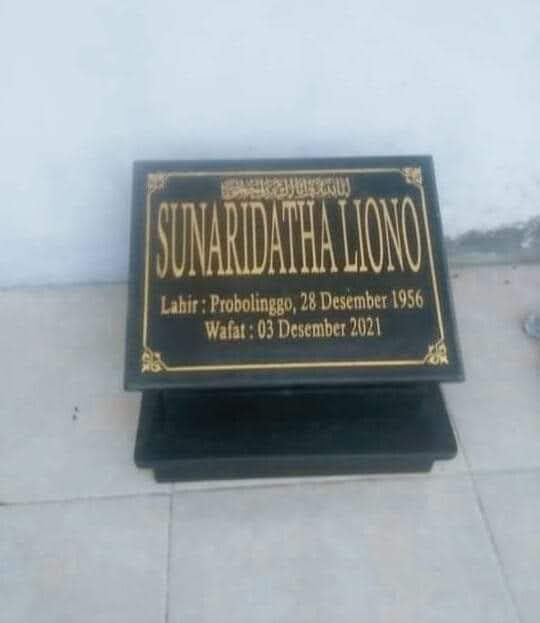 SUNARIDATHA LIONO
Lahir : Probolinggo, 28 Desember 1956
Wafat : 03 Desember 2021